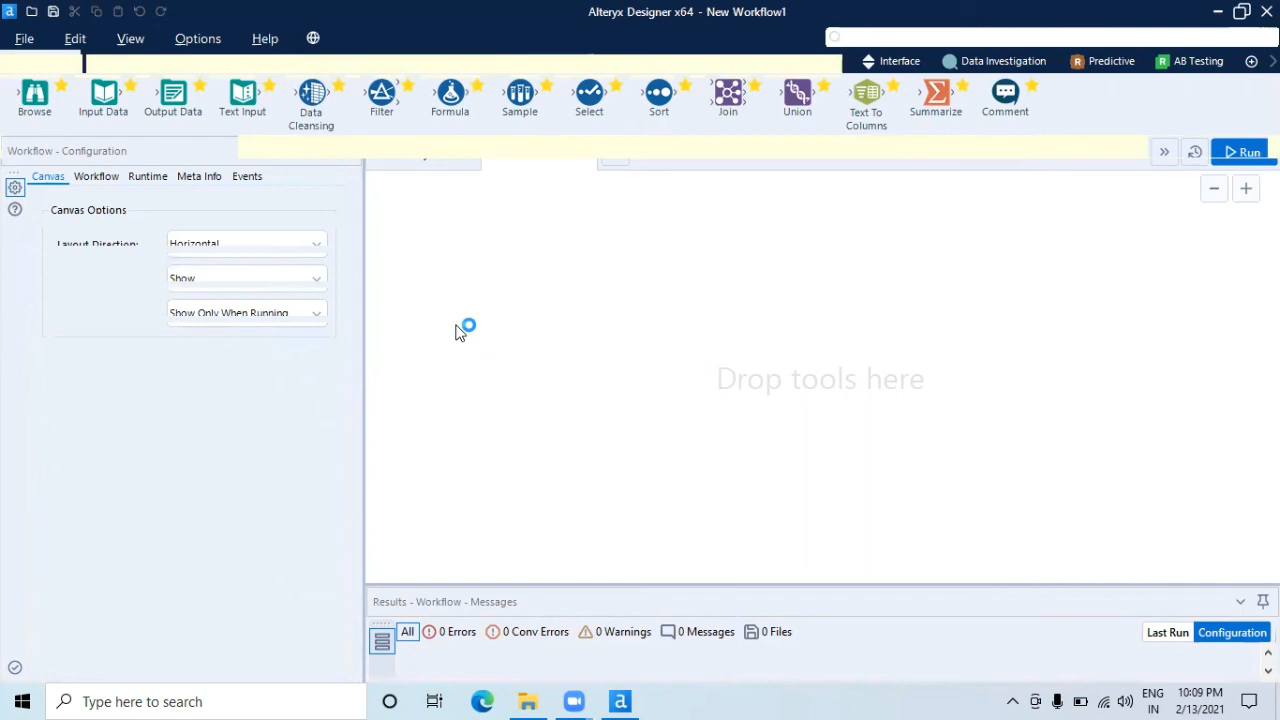 Alteryx Designer x64 - New Workflow1
File Edit View Options Help
Interface Data Investigation Predictive AB Testing
Browse Input Data Output Data Text Input Data Cleansing Filter Formula Sample Select Sort Join Union Text To Columns Summarize Comment
Workflow - Configuration
Run
Canvas Workflow Runtime Meta Info Events
Canvas Options
Layout Direction: Horizontal
Show
Show Only When Running
Drop tools here
Results - Workflow - Messages
All 0 Errors 0 Conv Errors 0 Warnings 0 Messages 0 Files Last Run Configuration
Type here to search
ENG
IN
10:09 PM
2/13/2021